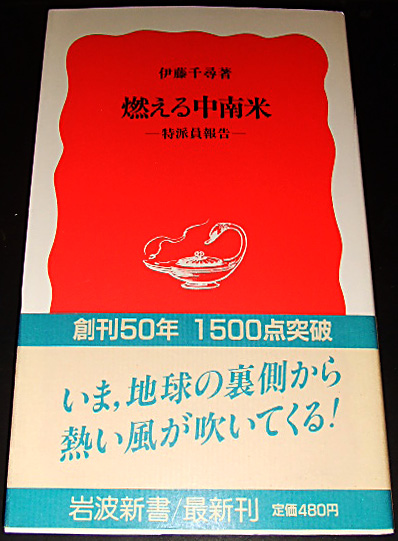 伊藤千尋著
燃える中南米
—特派員報告—
創刊50年 1500点突破
いま,地球の裏側から
熱い風が吹いてくる!
岩波新書/最新刊 定価480円